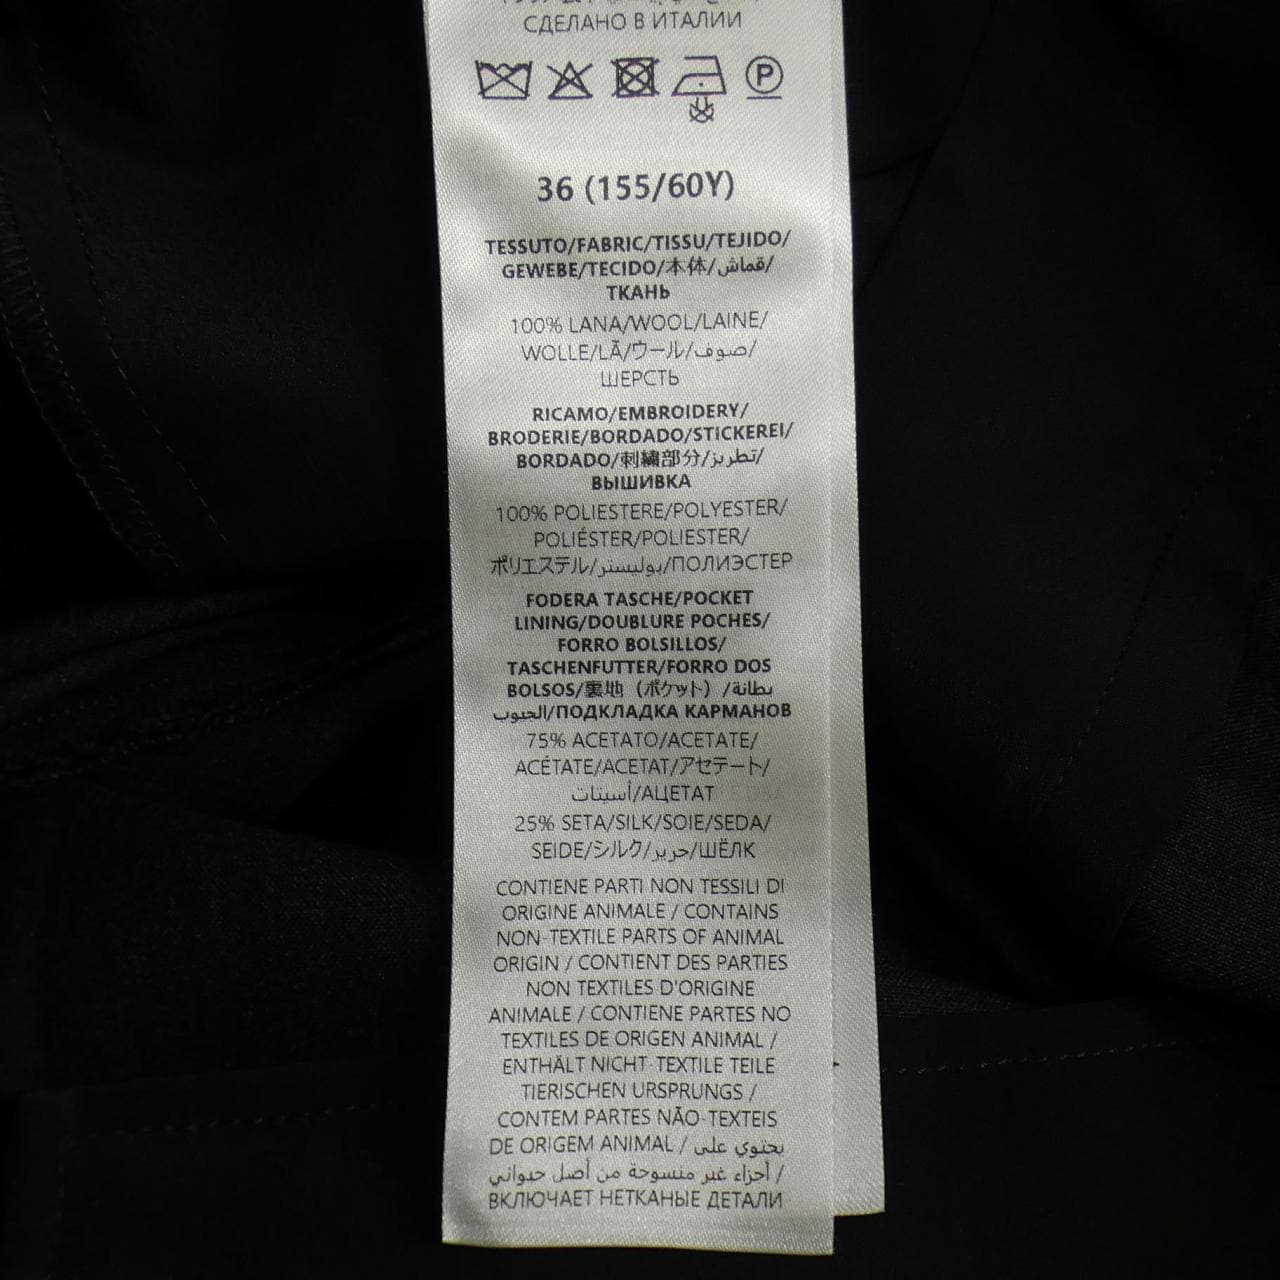 СДЕЛАНО В ИТАЛИИ
P
36 (155/60Y)
TESSUTO/FABRIC/TISSU/TEJIDO/
GEWEBE/TECIDO/本体/قماش/
ТКАНЬ
100% LANA/WOOL/LAINE/
WOLLE/LÃ/ウール/صوف/
ШЕРСТЬ
RICAMO/EMBROIDERY/
BRODERIE/BORDADO/STICKEREI/
BORDADO/刺繍部分/تطريز/
ВЫШИВКА
100% POLIESTERE/POLYESTER/
POLIÉSTER/POLIESTER/
ポリエステル/بوليستر/ПОЛИЭСТЕР
FODERA TASCHE/POCKET
LINING/DOUBLURE POCHES/
FORRO BOLSILLOS/
TASCHENFUTTER/FORRO DOS
BOLSOS/裏地（ポケット）/بطانة
الجيوب/ПОДКЛАДКА КАРМАНОВ
75% ACETATO/ACETATE/
ACÉTATE/ACETAT/アセテート/
أسيتات/АЦЕТАТ
25% SETA/SILK/SOIE/SEDA/
SEIDE/シルク/حرير/ШЁЛК
CONTIENE PARTI NON TESSILI DI
ORIGINE ANIMALE / CONTAINS
NON-TEXTILE PARTS OF ANIMAL
ORIGIN / CONTIENT DES PARTIES
NON TEXTILES D'ORIGINE
ANIMALE / CONTIENE PARTES NO
TEXTILES DE ORIGEN ANIMAL /
ENTHÄLT NICHT-TEXTILE TEILE
TIERISCHEN URSPRUNGS /
CONTEM PARTES NÃO-TEXTEIS
DE ORIGEM ANIMAL / يحتوي على
أجزاء غير منسوجة من أصل حيواني /
ВКЛЮЧАЕТ НЕТКАНЫЕ ДЕТАЛИ